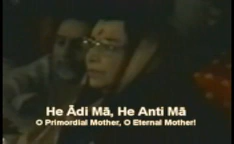 He Ādi Mā, He Anti Mā
O Primordial Mother, O Eternal Mother!